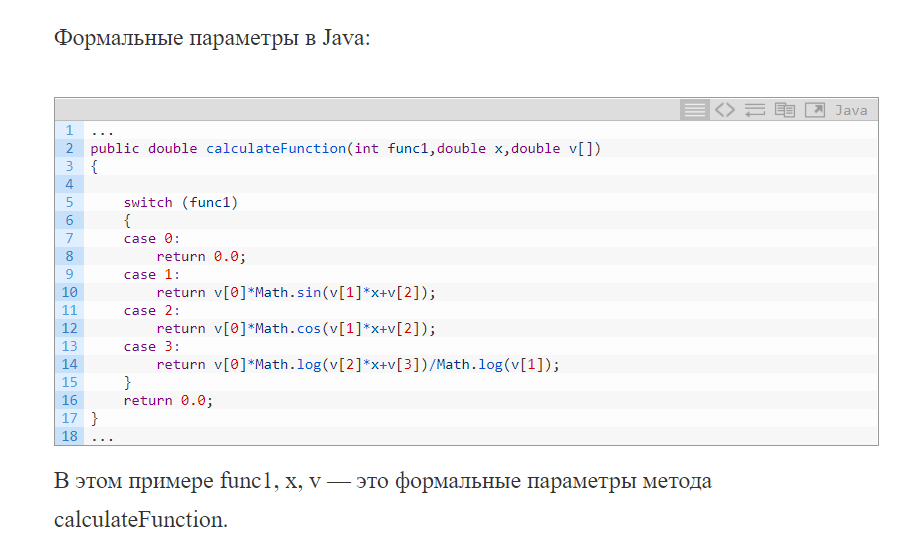 Формальные параметры в Java:
Java
1 ...
2 public double calculateFunction(int func1,double x,double v[])
3 {
4
5     switch (func1)
6     {
7     case 0:
8         return 0.0;
9     case 1:
10         return v[0]*Math.sin(v[1]*x+v[2]);
11     case 2:
12         return v[0]*Math.cos(v[1]*x+v[2]);
13     case 3:
14         return v[0]*Math.log(v[2]*x+v[3])/Math.log(v[1]);
15     }
16     return 0.0;
17 }
18 ...
В этом примере func1, x, v — это формальные параметры метода
calculateFunction.